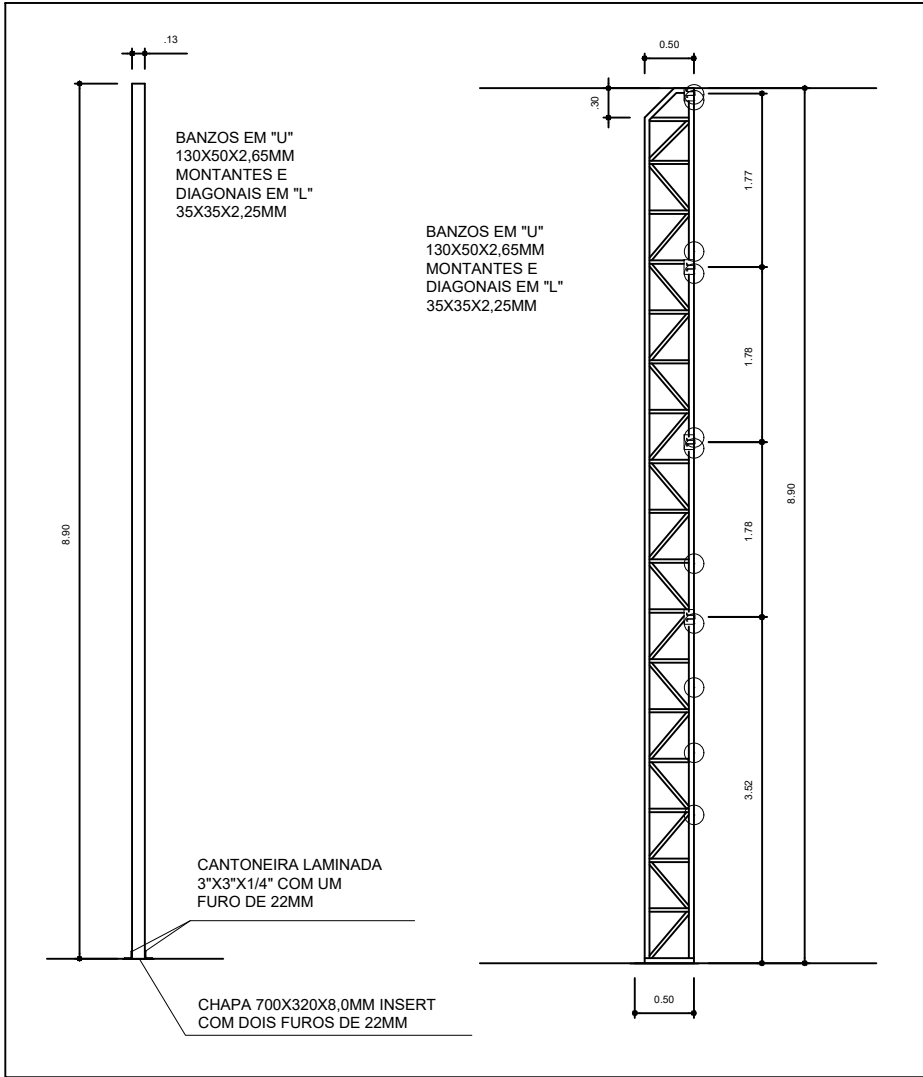 .13
8.90
BANZOS EM "U"
130X50X2,65MM
MONTANTES E
DIAGONAIS EM "L"
35X35X2,25MM
CANTONEIRA LAMINADA
3"X3"X1/4" COM UM
FURO DE 22MM
CHAPA 700X320X8,0MM INSERT
COM DOIS FUROS DE 22MM
0.50
.30
BANZOS EM "U"
130X50X2,65MM
MONTANTES E
DIAGONAIS EM "L"
35X35X2,25MM
1.77
1.78
1.78
3.52
8.90
0.50